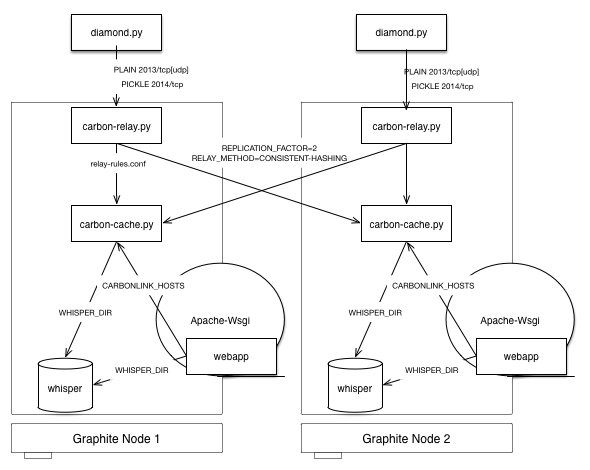 diamond.py
diamond.py
PLAIN 2013/tcp[udp]
PLAIN 2013/tcp[udp]
PICKLE 2014/tcp
PICKLE 2014/tcp
carbon-relay.py
carbon-relay.py
REPLICATION_FACTOR=2
RELAY_METHOD=CONSISTENT-HASHING
relay-rules.conf
carbon-cache.py
carbon-cache.py
CARBONLINK_HOSTS
CARBONLINK_HOSTS
WHISPER_DIR
Apache-Wsgi
WHISPER_DIR
Apache-Wsgi
webapp
webapp
WHISPER_DIR
WHISPER_DIR
whisper
whisper
Graphite Node 1
Graphite Node 2